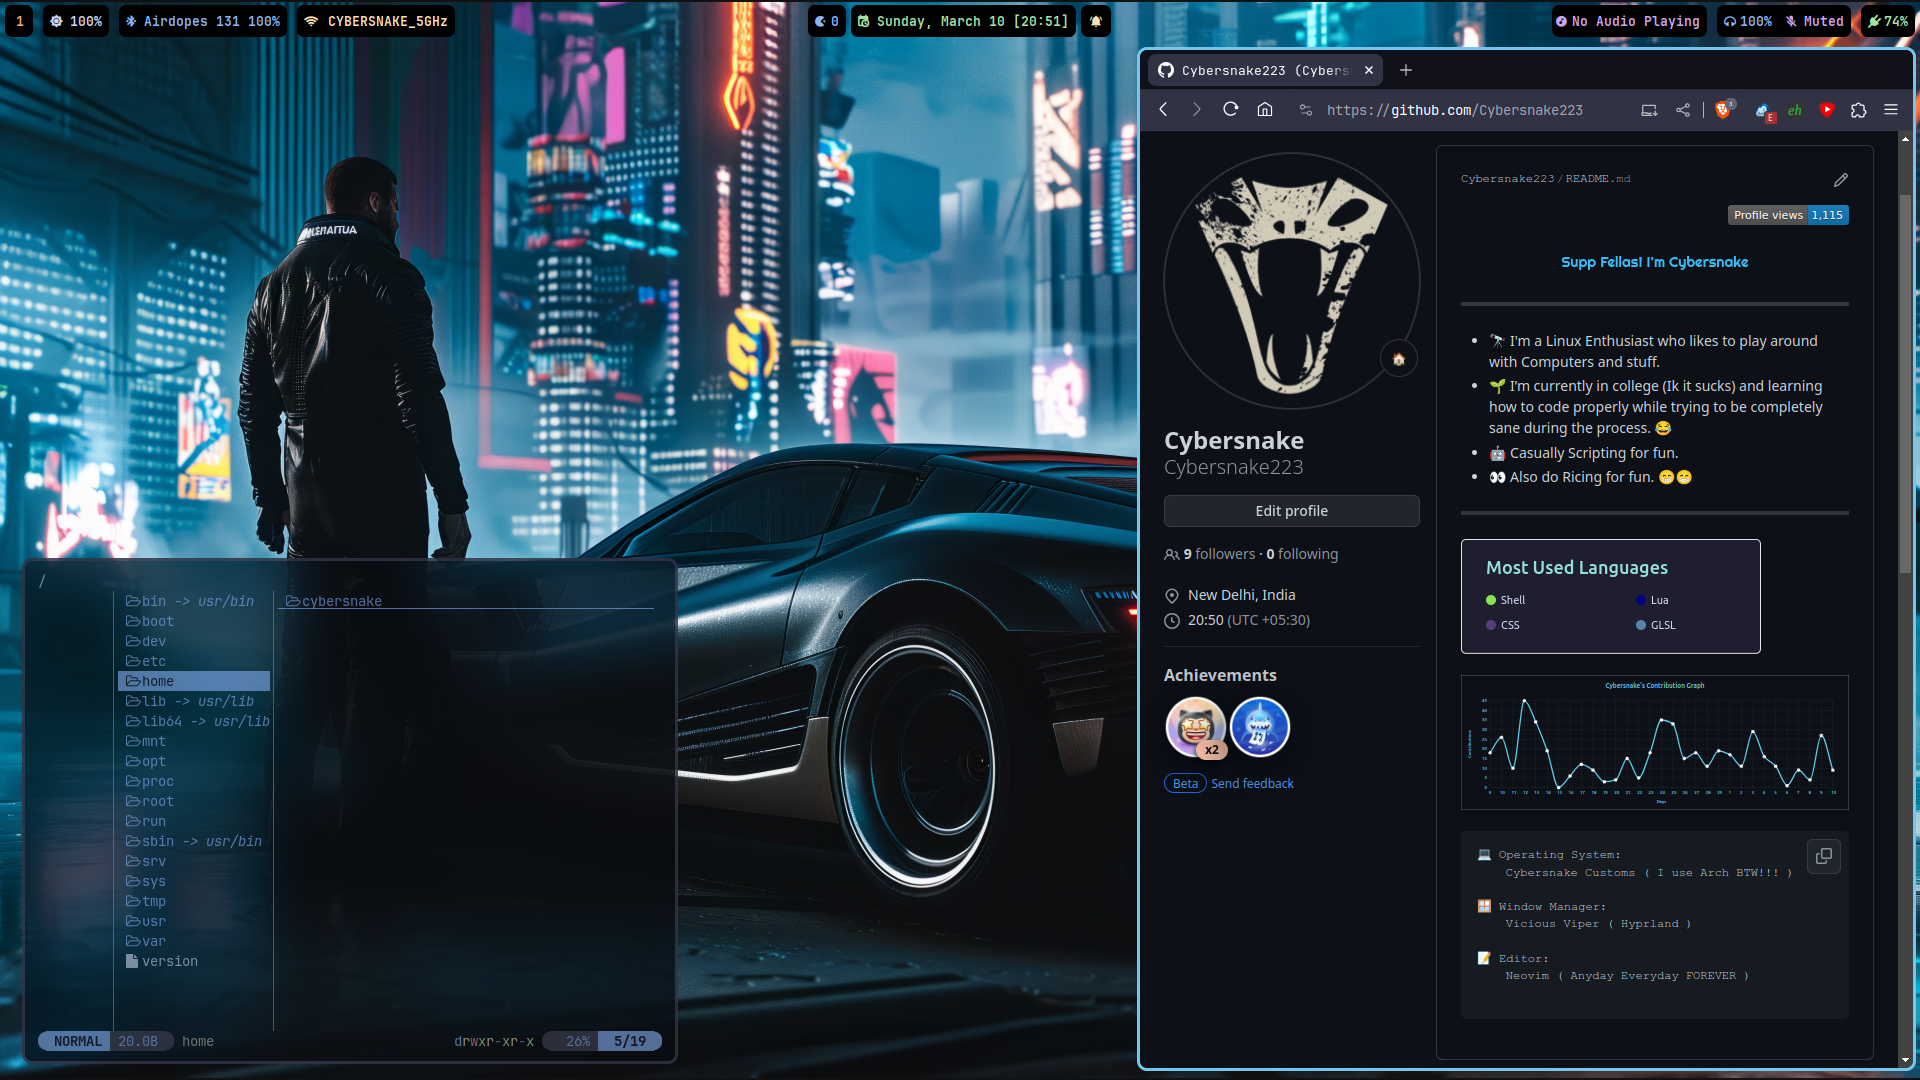 1
100%
Airdopes 131 100%
CYBERSNAKE_5GHz
0
Sunday, March 10 [20:51]
No Audio Playing
100%
Muted
74%
Cybersnake223 (Cybers
https://github.com/Cybersnake223
eh
E
Cybersnake223/README.md
Profile views 1,115
Supp Fellas! I'm Cybersnake
🔭 I'm a Linux Enthusiast who likes to play around
with Computers and stuff.
🌱 I'm currently in college (Ik it sucks) and learning
how to code properly while trying to be completely
sane during the process. 😂
🤖 Casually Scripting for fun.
👀 Also do Ricing for fun. 😁😁
Cybersnake
Cybersnake223
Edit profile
9 followers · 0 following
New Delhi, India
20:50 (UTC +05:30)
Achievements
x2
Beta Send feedback
Most Used Languages
Shell
Lua
CSS
GLSL
Cybersnake's Contribution Graph
Days
💻 Operating System:
Cybersnake Customs ( I use Arch BTW!!! )
🪟 Window Manager:
Vicious Viper ( Hyprland )
📝 Editor:
Neovim ( Anyday Everyday FOREVER )
/
bin -> usr/bin
boot
dev
etc
home
lib -> usr/lib
lib64 -> usr/lib
mnt
opt
proc
root
run
sbin -> usr/bin
srv
sys
tmp
usr
var
version
cybersnake
NORMAL 20.0B home
drwxr-xr-x 26% 5/19